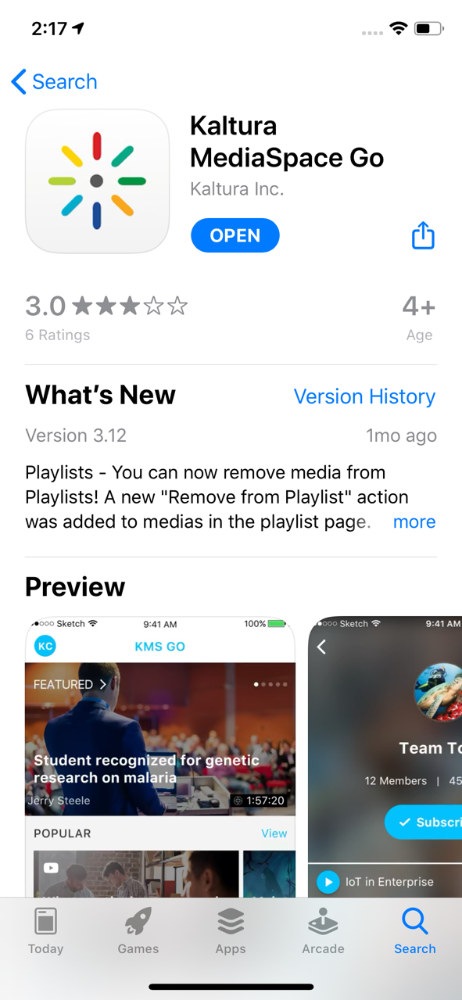 2:17
Search
Kaltura
MediaSpace Go
Kaltura Inc.
OPEN
3.0
4+
6 Ratings
Age
What's New
Version History
Version 3.12
1mo ago
Playlists - You can now remove media from
Playlists! A new "Remove from Playlist" action
was added to medias in the playlist page.
more
Preview
Sketch
9:41 AM
100%
KC
KMS GO
FEATURED
Student recognized for genetic
research on malaria
Jerry Steele
1:57:20
POPULAR
View
Sketch
9:41 AM
Team To
12 Members | 45
Subscri
IoT in Enterprise
Today
Games
Apps
Arcade
Search